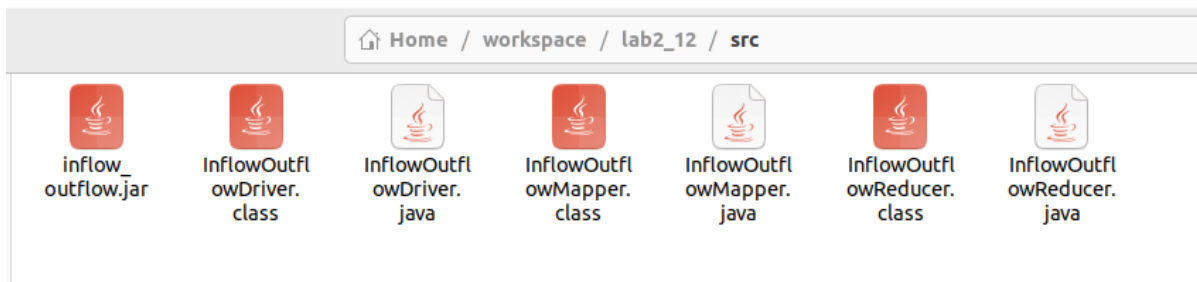 Home / workspace / lab2_12 / src
inflow_
outflow.jar
InflowOutfl
owDriver.
class
InflowOutfl
owDriver.
java
InflowOutfl
owMapper.
class
InflowOutfl
owMapper.
java
InflowOutfl
owReducer.
class
InflowOutfl
owReducer.
java